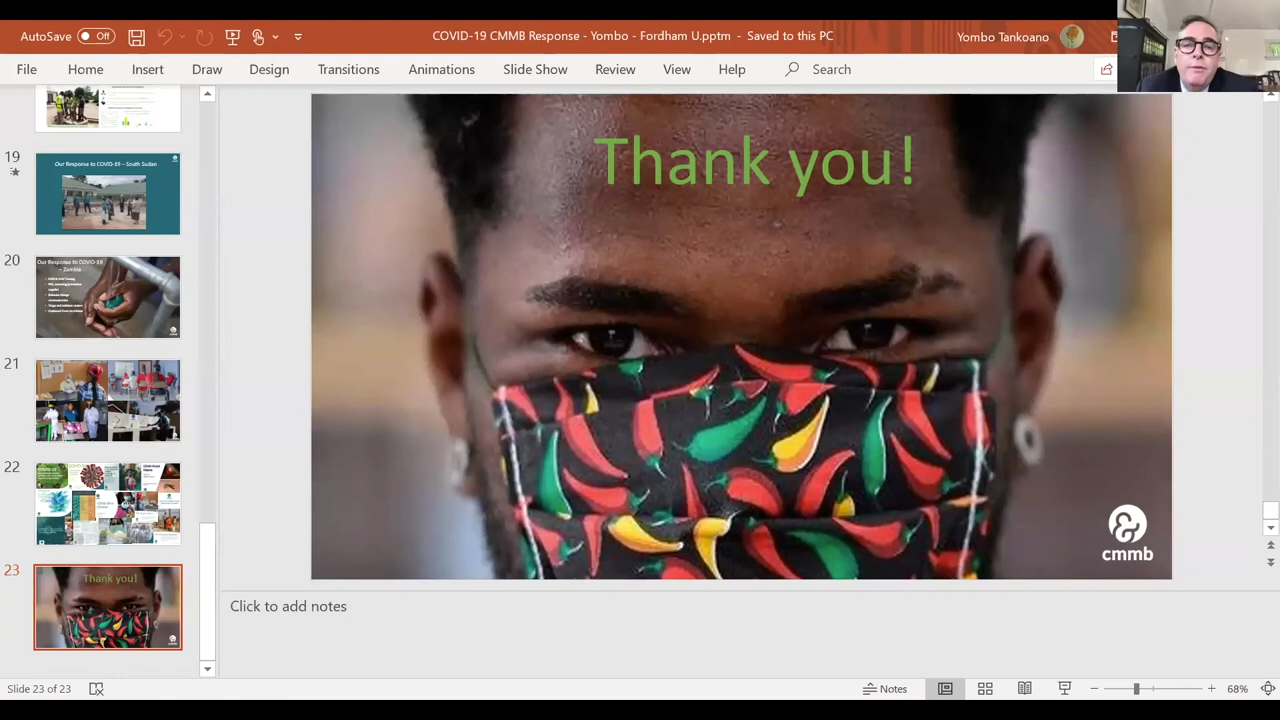 AutoSave Off
COVID-19 CMMB Response - Yombo - Fordham U.pptm - Saved to this PC
Yombo Tankoano
File Home Insert Draw Design Transitions Animations Slide Show Review View Help Search
19
Our Response to COVID-19 – South Sudan
20
Our Response to COVID-19
– Zambia
21
22
23
Thank you!
Thank you!
cmmb
Click to add notes
Slide 23 of 23
Notes
68%